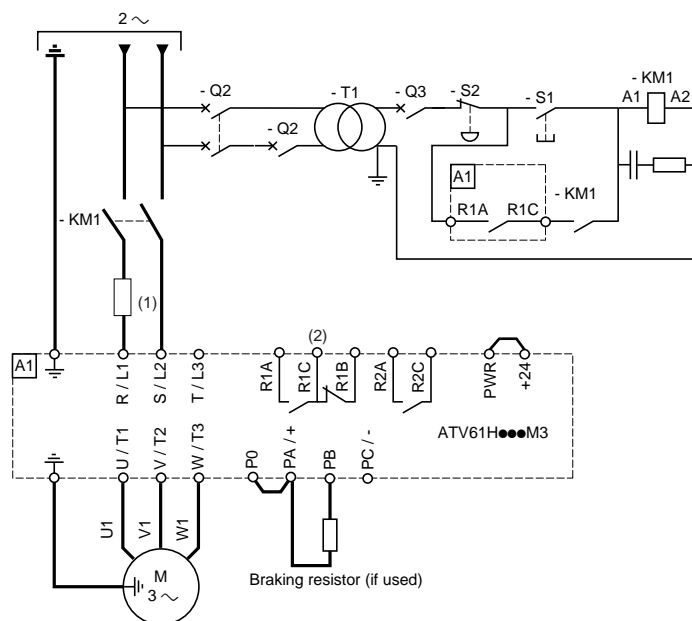 2 ~
- Q2
- T1
- Q3
- S2
- S1
- KM1
A1
A2
- Q2
A1
R1A
R1C
- KM1
- KM1
(1)
(2)
A1
R / L1
S / L2
T / L3
R1A
R1C
R1B
R2A
R2C
PWR
+24
ATV61H●●●M3
U / T1
V / T2
W / T3
P0
PA / +
PB
PC / -
U1
V1
W1
M
3 ~
Braking resistor (if used)